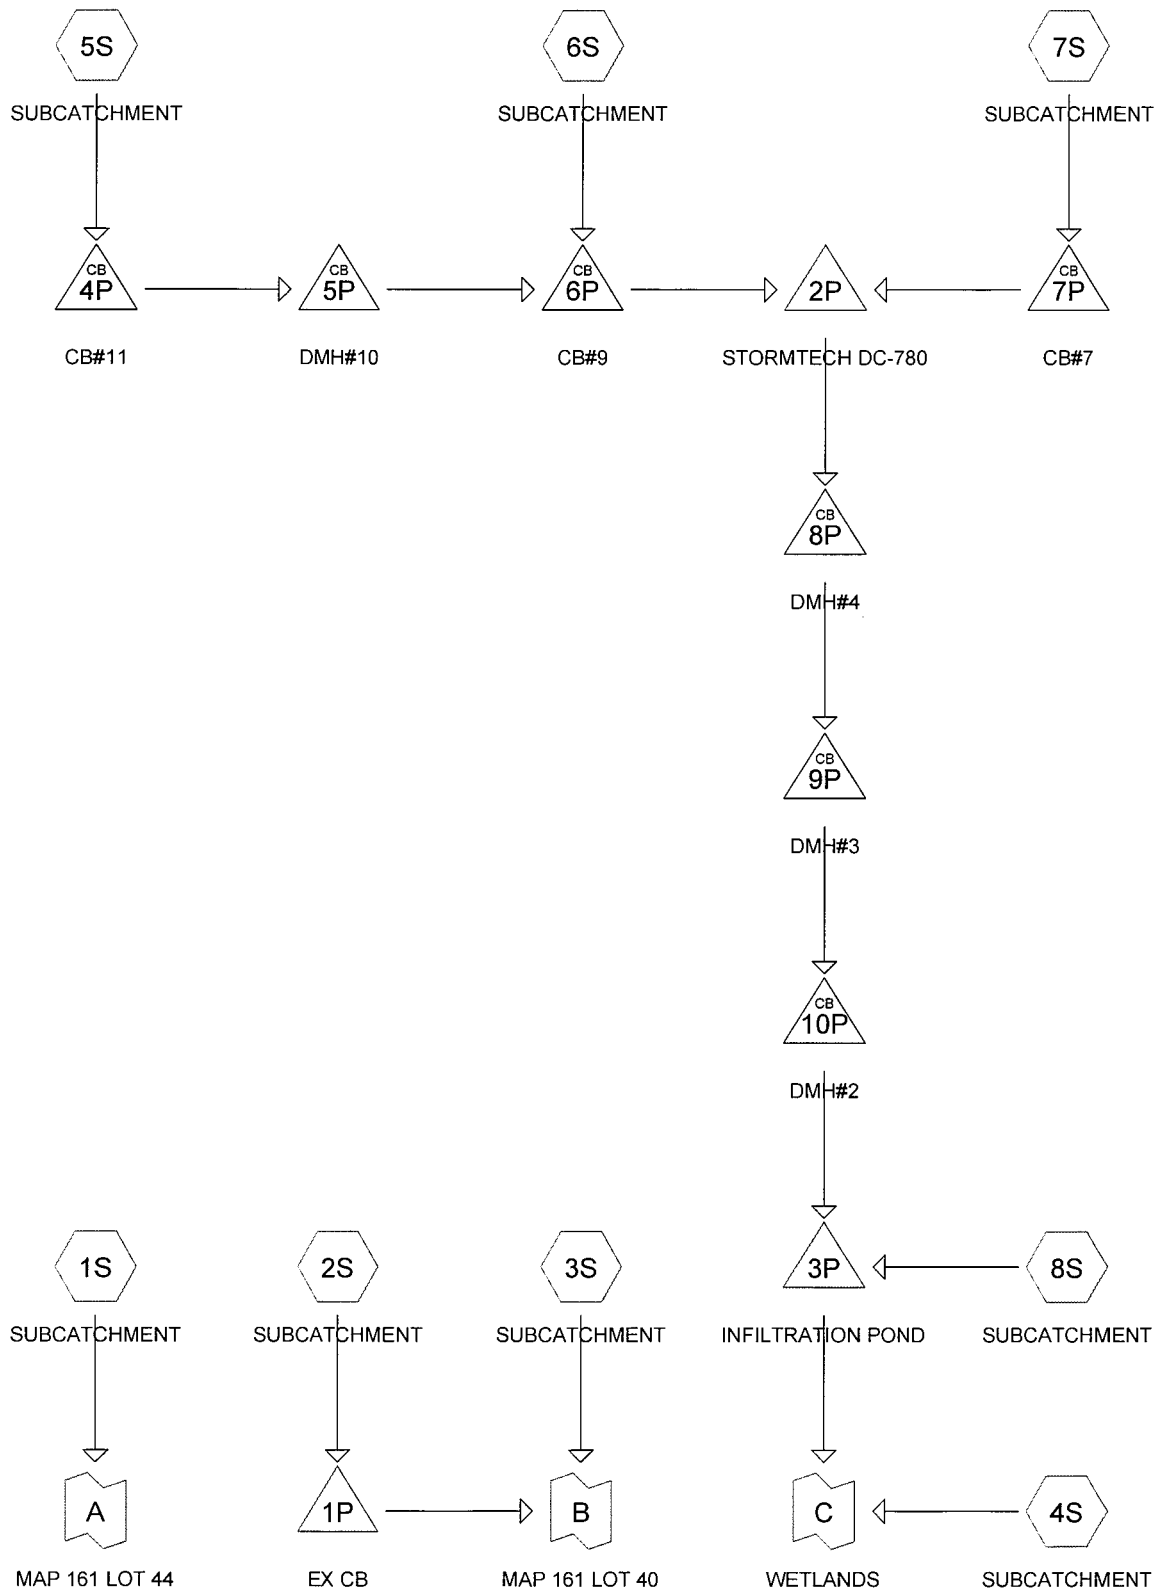 5S 6S 7S
SUBCATCHMENT SUBCATCHMENT SUBCATCHMENT
CB CB CB CB
4P 5P 6P 2P 7P
CB#11 DMH#10 CB#9 STORMTECH DC-780 CB#7
CB
8P
DMH#4
CB
9P
DMH#3
CB
10P
DMH#2
1S 2S 3S 3P 8S
SUBCATCHMENT SUBCATCHMENT SUBCATCHMENT INFILTRATION POND SUBCATCHMENT
A 1P B C 4S
MAP 161 LOT 44 EX CB MAP 161 LOT 40 WETLANDS SUBCATCHMENT